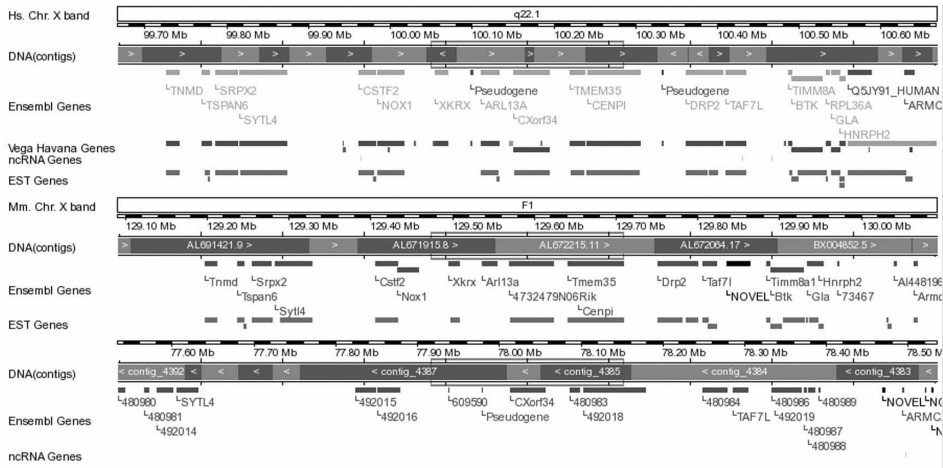 Hs. Chr. X band q22.1
99.70 Mb 99.80 Mb 99.90 Mb 100.00 Mb 100.10 Mb 100.20 Mb 100.30 Mb 100.40 Mb 100.50 Mb 100.60 Mb
DNA(contigs) > > > > > > > > > > > < < > > > >
TNMD SRPX2 CSTF2 Pseudogene TMEM35 Pseudogene TIMM8A Q5JY91_HUMAN
Ensembl Genes TSPAN6 NOX1 XKRX ARL13A CENPI DRP2 TAF7L BTK RPL36A ARMC
SYTL4 CXorf34 GLA
HNRPH2
Vega Havana Genes
ncRNA Genes
EST Genes
Mm. Chr. X band F1
129.10 Mb 129.20 Mb 129.30 Mb 129.40 Mb 129.50 Mb 129.60 Mb 129.70 Mb 129.80 Mb 129.90 Mb 130.00 Mb
DNA(contigs) > AL691421.9 > > AL671915.8 > AL672215.11 > AL672064.17 > BX004852.5 >
Tnmd Srpx2 Cstf2 Xkrx Arl13a Tmem35 Drp2 Taf7l Timm8a1 Hnrph2 AI448196
Ensembl Genes Tspan6 Nox1 4732479N06Rik NOVEL Btk Gla 73467 Armc
Sytl4 Cenpi
EST Genes
77.60 Mb 77.70 Mb 77.80 Mb 77.90 Mb 78.00 Mb 78.10 Mb 78.20 Mb 78.30 Mb 78.40 Mb 78.50 M
DNA(contigs) < contig_4392 < < < < < contig_4387 < < contig_4385 < contig_4384 < contig_4383 <
480980 SYTL4 492015 609590 CXorf34 480983 480984 480986 480989 NOVEL NO
Ensembl Genes 480981 492016 Pseudogene 492018 TAF7L 492019 ARMC
492014 480987 N
480988
ncRNA Genes